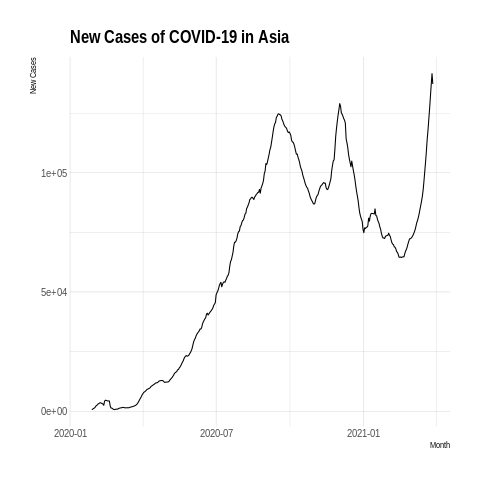 New Cases of COVID-19 in Asia
New Cases
1e+05
5e+04
0e+00
2020-01
2020-07
2021-01
Month